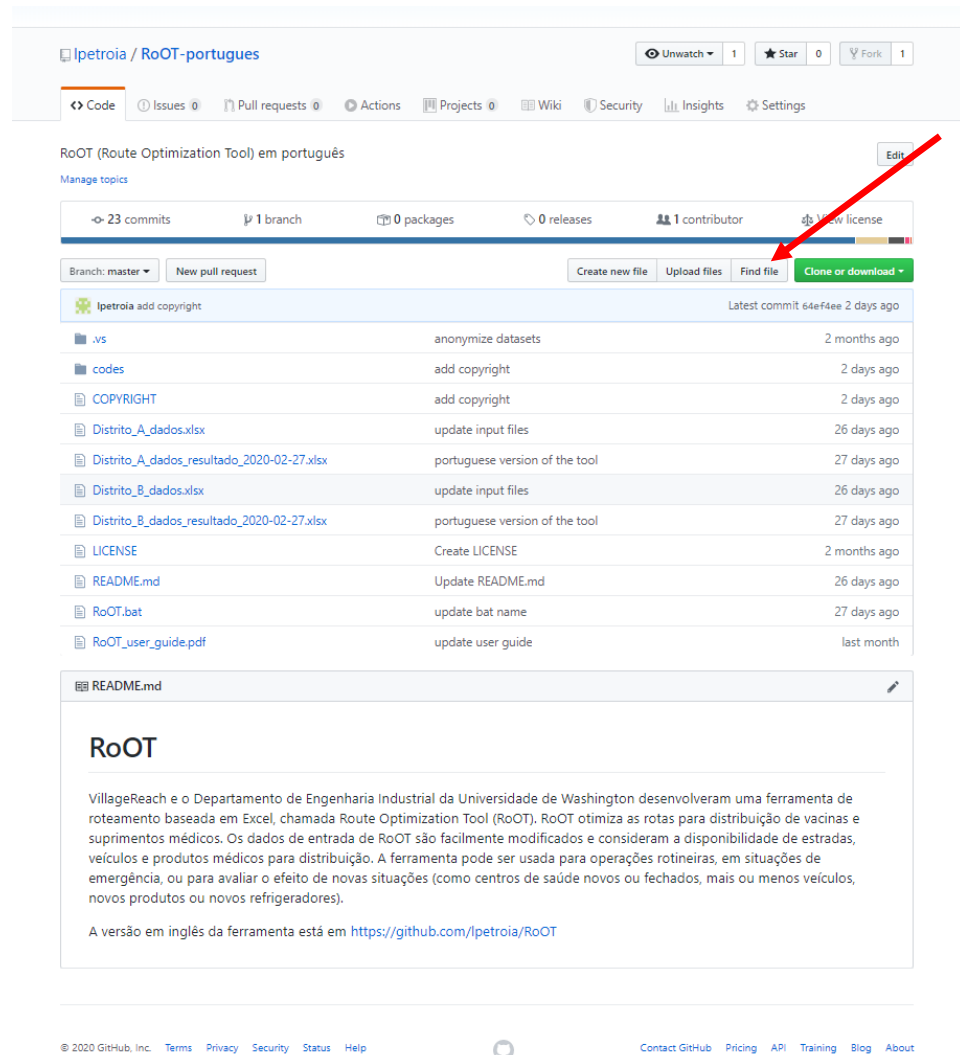 lpetroia / RoOT-portugues Unwatch 1 Star 0 Fork 1
Code Issues 0 Pull requests 0 Actions Projects 0 Wiki Security Insights Settings
RoOT (Route Optimization Tool) em português Edit
Manage topics
23 commits 1 branch 0 packages 0 releases 1 contributor View license
Branch: master New pull request Create new file Upload files Find file Clone or download
lpetroia add copyright Latest commit 64ef4ee 2 days ago
.vs anonymize datasets 2 months ago
codes add copyright 2 days ago
COPYRIGHT add copyright 2 days ago
Distrito_A_dados.xlsx update input files 26 days ago
Distrito_A_dados_resultado_2020-02-27.xlsx portuguese version of the tool 27 days ago
Distrito_B_dados.xlsx update input files 26 days ago
Distrito_B_dados_resultado_2020-02-27.xlsx portuguese version of the tool 27 days ago
LICENSE Create LICENSE 2 months ago
README.md Update README.md 26 days ago
RoOT.bat update bat name 27 days ago
RoOT_user_guide.pdf update user guide last month
README.md
RoOT
VillageReach e o Departamento de Engenharia Industrial da Universidade de Washington desenvolveram uma ferramenta de
roteamento baseada em Excel, chamada Route Optimization Tool (RoOT). RoOT otimiza as rotas para distribuição de vacinas e
suprimentos médicos. Os dados de entrada de RoOT são facilmente modificados e consideram a disponibilidade de estradas,
veículos e produtos médicos para distribuição. A ferramenta pode ser usada para operações rotineiras, em situações de
emergência, ou para avaliar o efeito de novas situações (como centros de saúde novos ou fechados, mais ou menos veículos,
novos produtos ou novos refrigeradores).
A versão em inglês da ferramenta está em https://github.com/lpetroia/RoOT
© 2020 GitHub, Inc. Terms Privacy Security Status Help Contact GitHub Pricing API Training Blog About